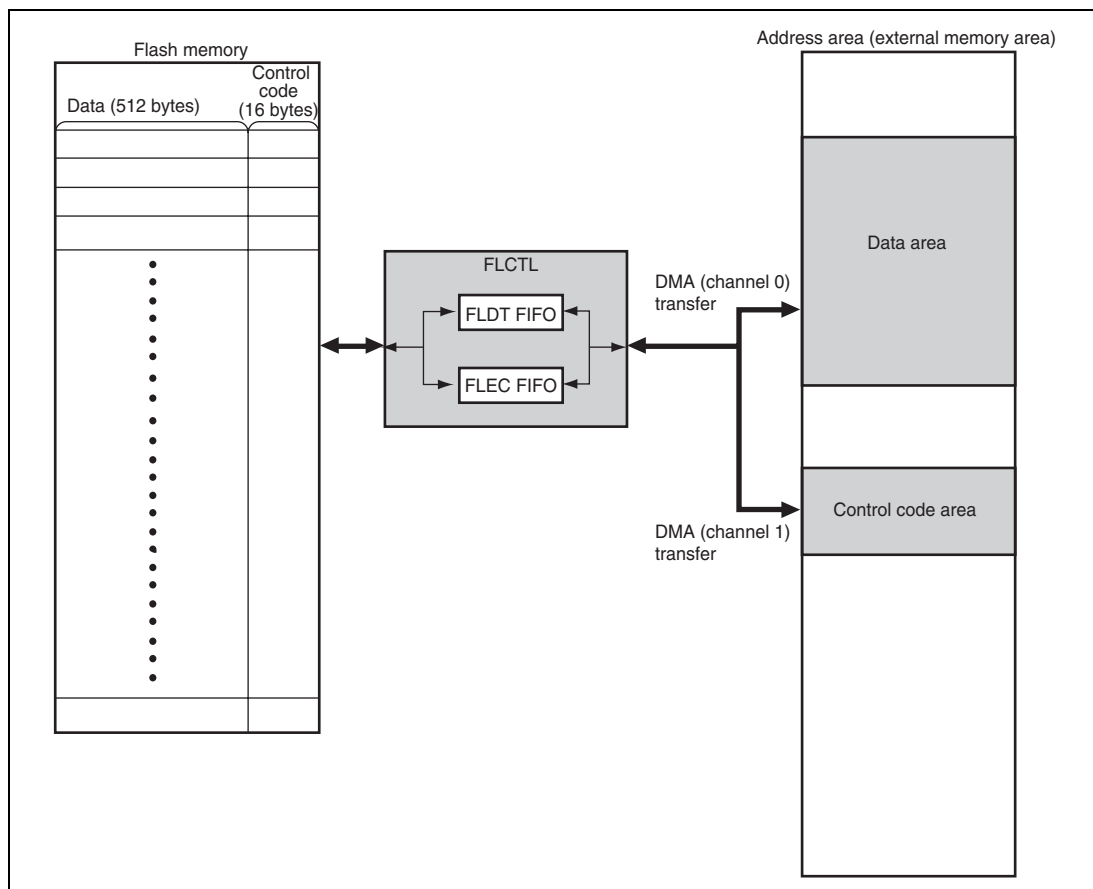 Flash memory
Control
code
(16 bytes)
Data (512 bytes)
Address area (external memory area)
FLCTL
FLDT FIFO
FLEC FIFO
DMA (channel 0)
transfer
Data area
DMA (channel 1)
transfer
Control code area